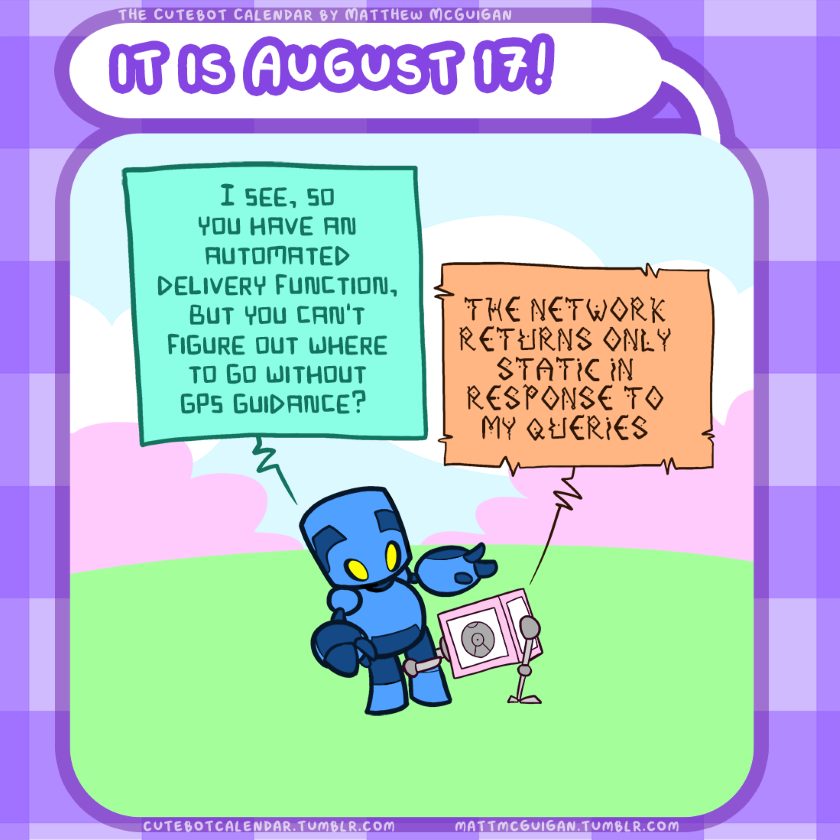 THE CUTEBOT CALENDAR BY MATTHEW MCGUIGAN
IT IS AUGUST 17!
I SEE, SO
YOU HAVE AN
AUTOMATED
DELIVERY FUNCTION,
BUT YOU CAN'T
FIGURE OUT WHERE
TO GO WITHOUT
GPS GUIDANCE?
THE NETWORK
RETURNS ONLY
STATIC IN
RESPONSE TO
MY QUERIES
CUTEBOTCALENDAR.TUMBLR.COM
MATTMCGUIGAN.TUMBLR.COM